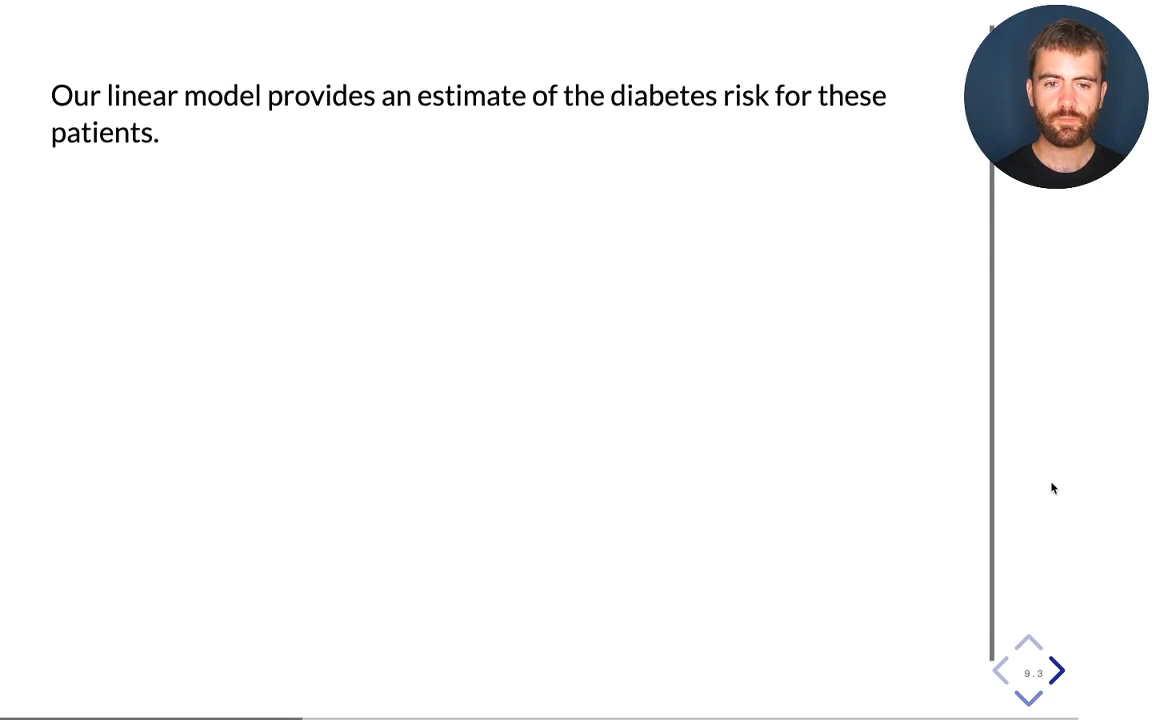 Our linear model provides an estimate of the diabetes risk for these
patients.
9.3